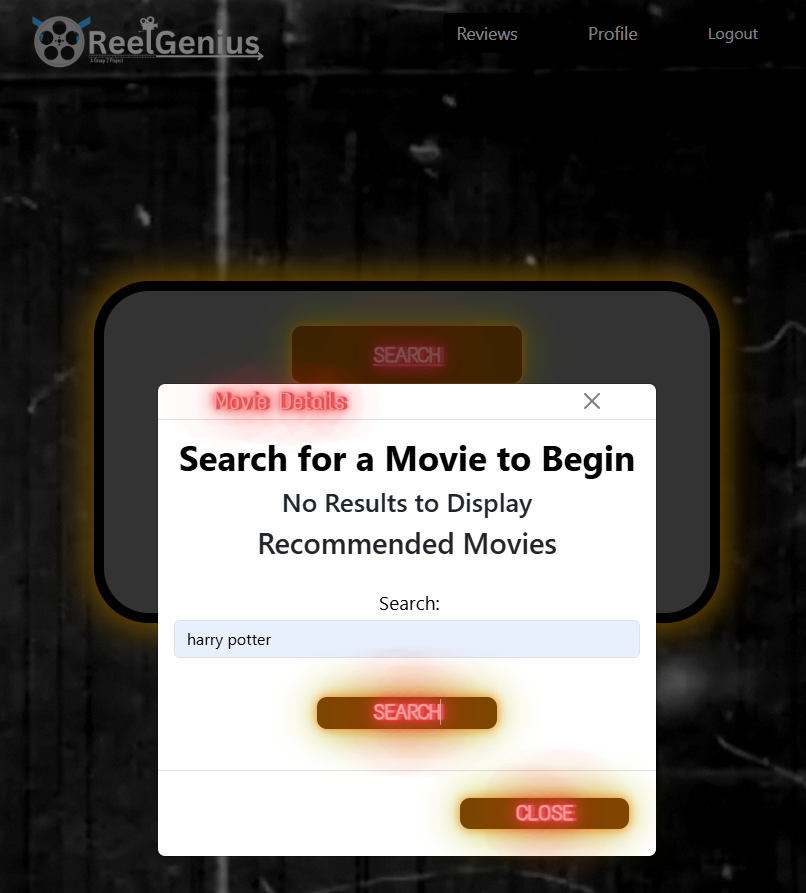 ReelGenius
A Group 2 Project
Reviews
Profile
Logout
SEARCH
Movie Details
Search for a Movie to Begin
No Results to Display
Recommended Movies
Search:
harry potter
SEARCH
CLOSE